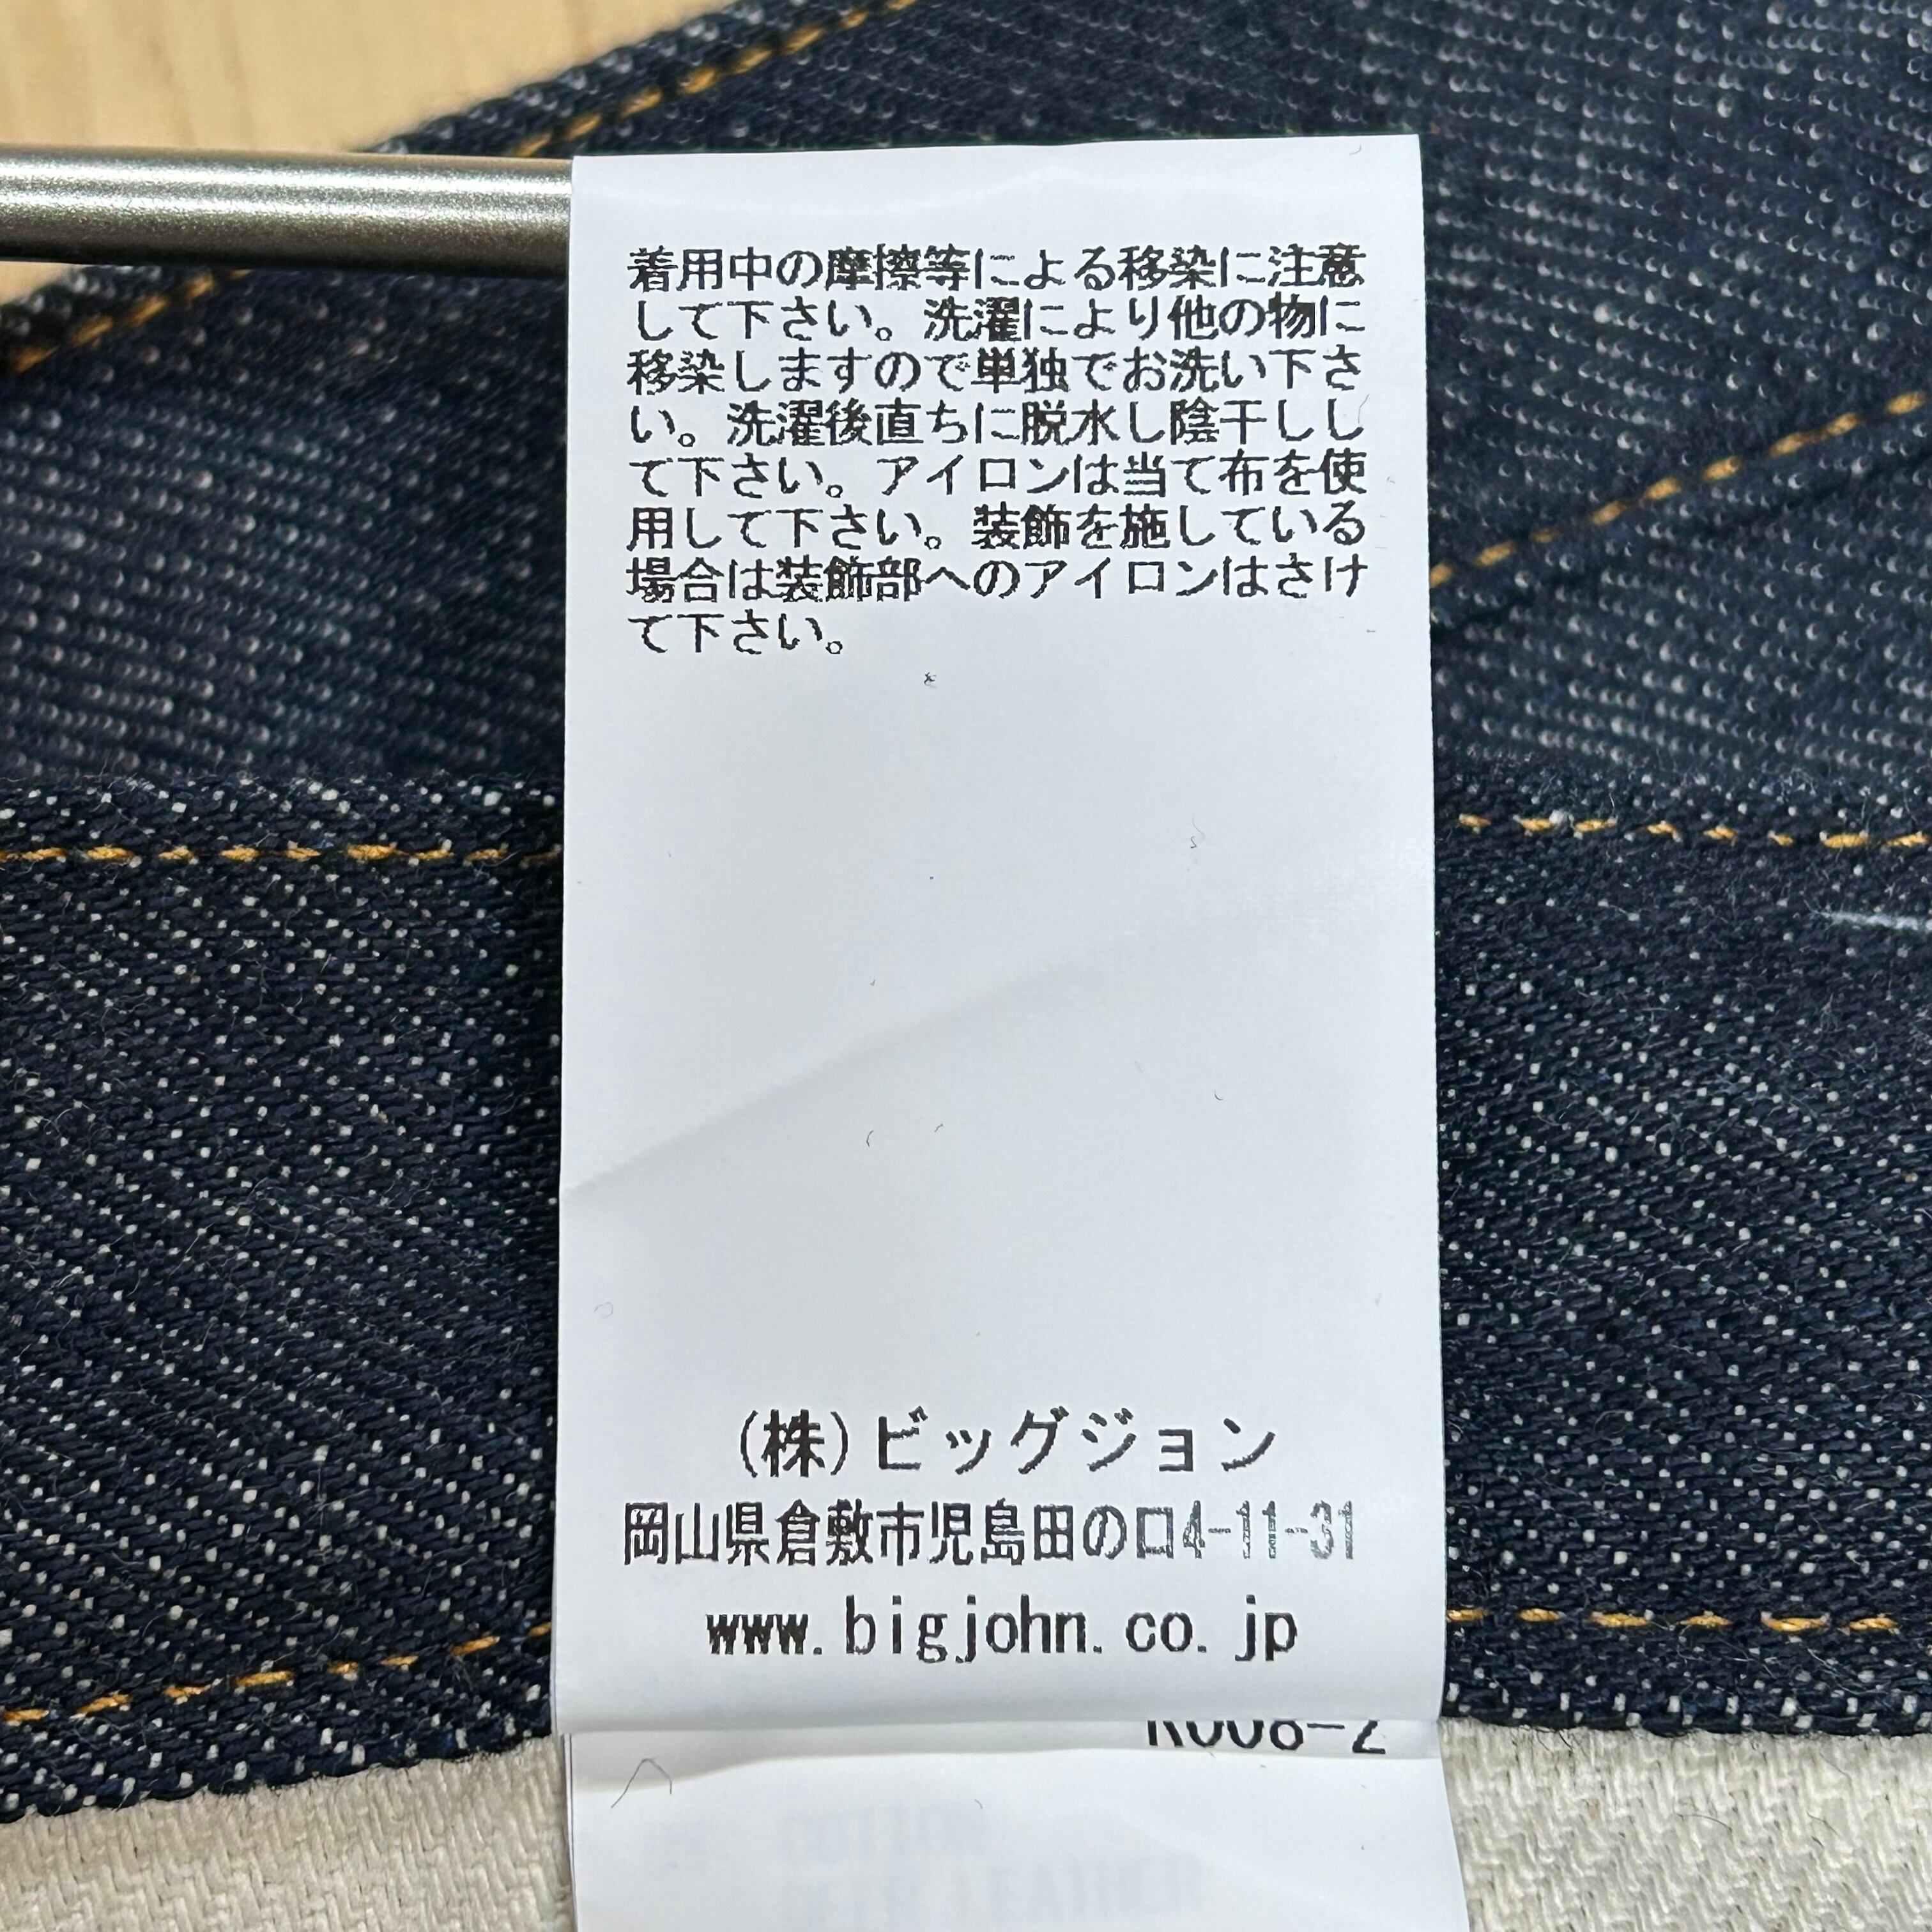 着用中の摩擦等による移染に注意
して下さい。洗濯により他の物に
移染しますので単独でお洗い下さ
い。洗濯後直ちに脱水し陰干しし
て下さい。アイロンは当て布を使
用して下さい。装飾を施している
場合は装飾部へのアイロンはさけ
て下さい。
(株)ビッグジョン
岡山県倉敷市児島田の口4-11-31
www.bigjohn.co.jp